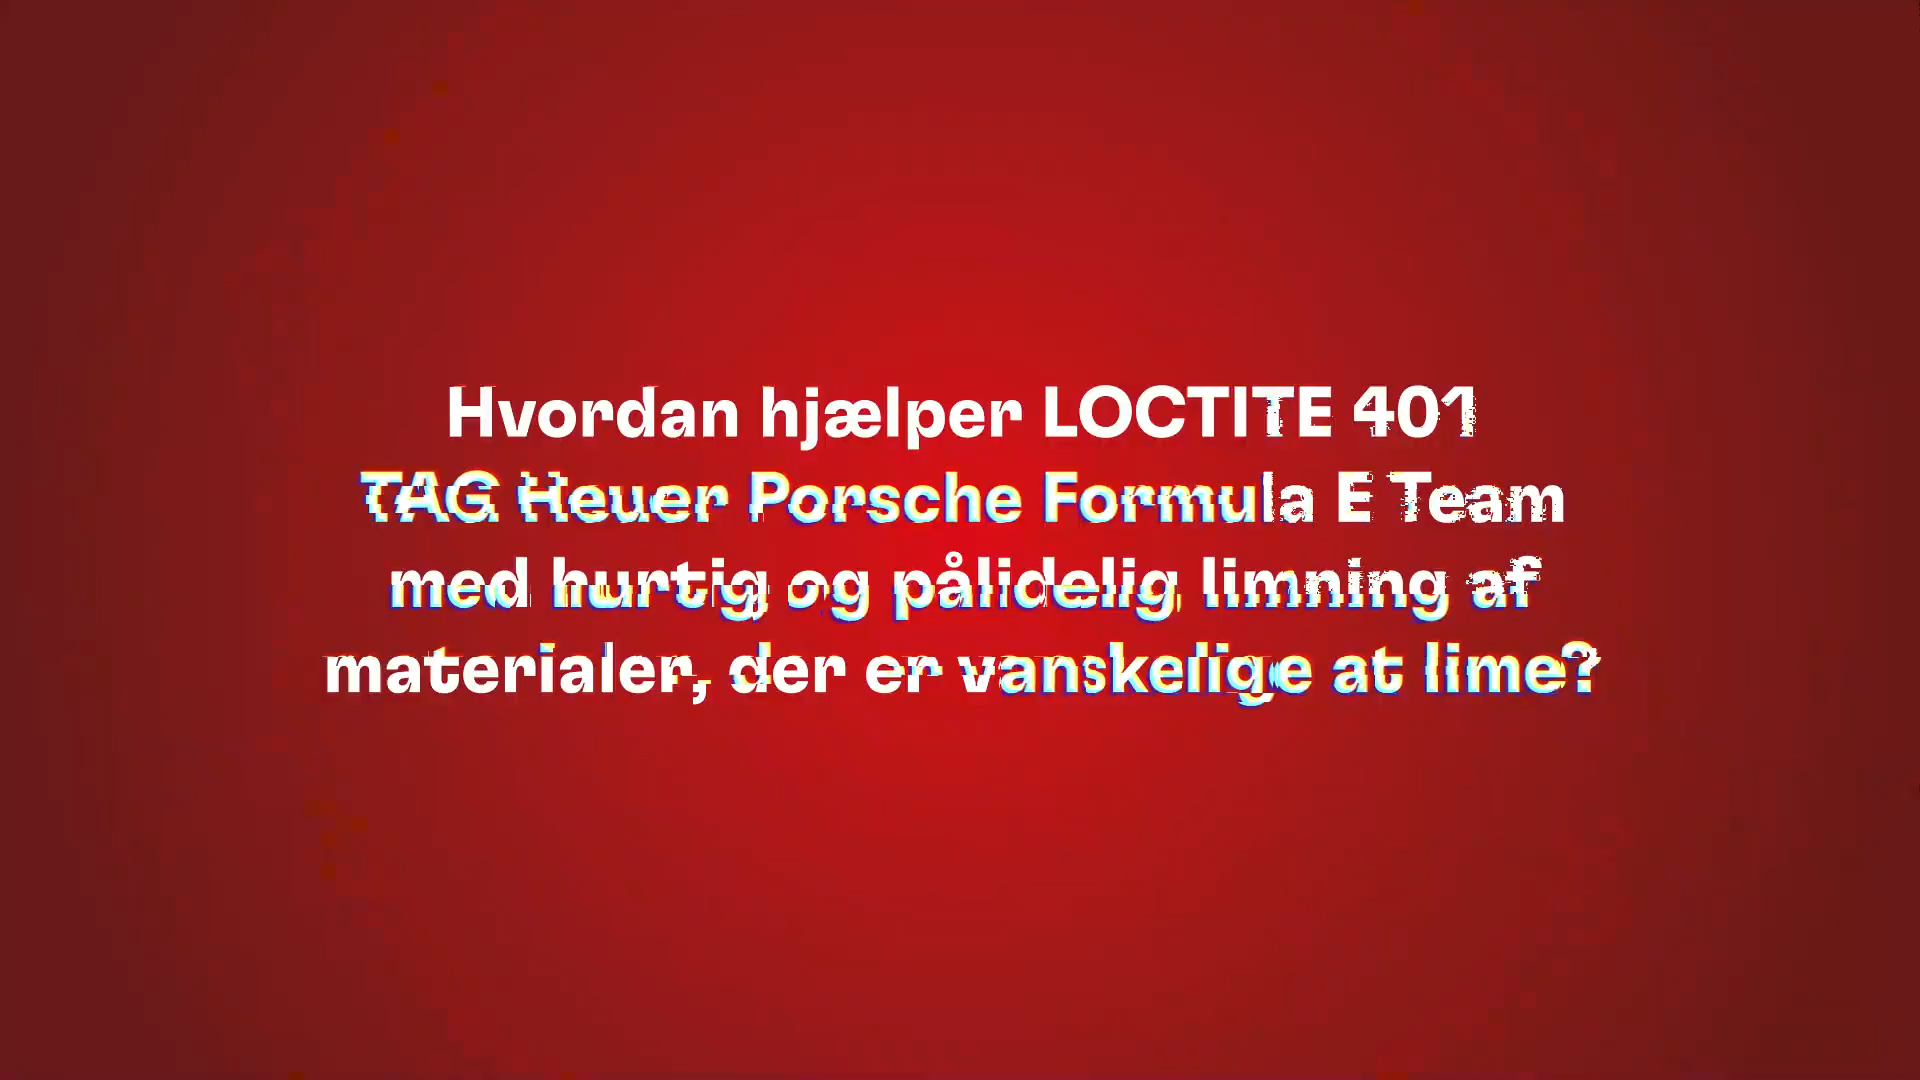 Hvordan hjælper LOCTITE 401
TAG Heuer Porsche Formula E Team
med hurtig og pålidelig limning af
materialer, der er vanskelige at lime?